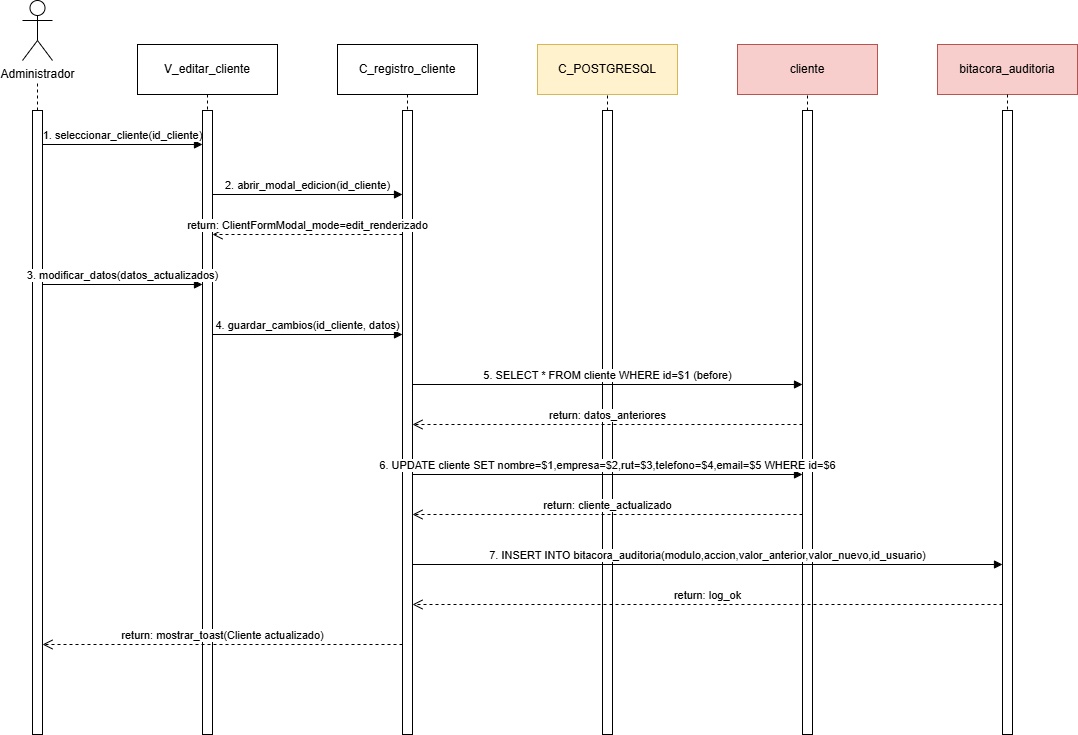 Administrador
V_editar_cliente
C_registro_cliente
C_POSTGRESQL
cliente
bitacora_auditoria
1. seleccionar_cliente(id_cliente)
2. abrir_modal_edicion(id_cliente)
return: ClientFormModal_mode=edit_renderizado
3. modificar_datos(datos_actualizados)
4. guardar_cambios(id_cliente, datos)
5. SELECT * FROM cliente WHERE id=$1 (before)
return: datos_anteriores
6. UPDATE cliente SET nombre=$1,empresa=$2,rut=$3,telefono=$4,email=$5 WHERE id=$6
return: cliente_actualizado
7. INSERT INTO bitacora_auditoria(modulo,accion,valor_anterior,valor_nuevo,id_usuario)
return: log_ok
return: mostrar_toast(Cliente actualizado)